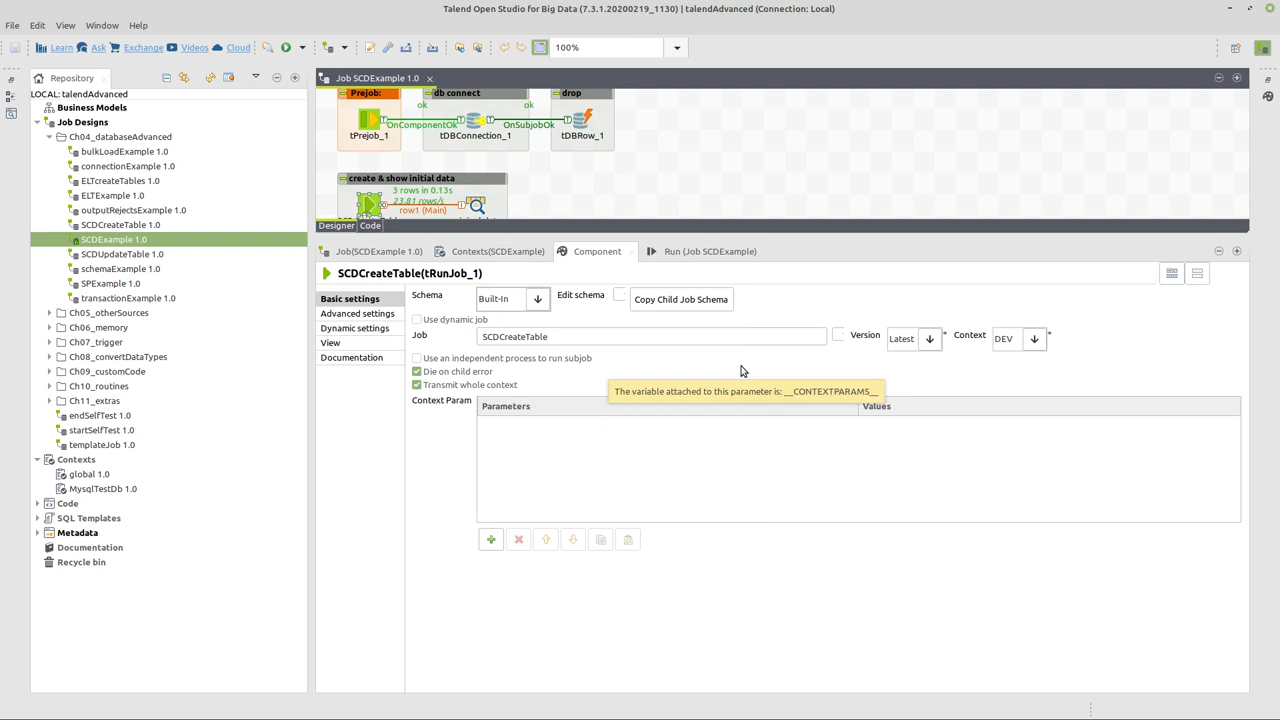 Talend Open Studio for Big Data (7.3.1.20200219_1130) | talendAdvanced (Connection: Local)
File Edit View Window Help
Learn Ask Exchange Videos Cloud 100%
Repository
LOCAL: talendAdvanced
Business Models
Job Designs
Ch04_databaseAdvanced
bulkLoadExample 1.0
connectionExample 1.0
ELTcreateTables 1.0
ELTExample 1.0
outputRejectsExample 1.0
SCDCreateTable 1.0
SCDExample 1.0
SCDUpdateTable 1.0
schemaExample 1.0
SPExample 1.0
transactionExample 1.0
Ch05_otherSources
Ch06_memory
Ch07_trigger
Ch08_convertDataTypes
Ch09_customCode
Ch10_routines
Ch11_extras
endSelfTest 1.0
startSelfTest 1.0
templateJob 1.0
Contexts
global 1.0
MysqlTestDb 1.0
Code
SQL Templates
Metadata
Documentation
Recycle bin
Job SCDExample 1.0
Prejob: db connect drop
ok ok
OnComponentOk OnSubjobOk
tPrejob_1 tDBConnection_1 tDBRow_1
create & show initial data
3 rows in 0.13s
23.81 rows/s
row1 (Main)
Designer Code
Job(SCDExample 1.0) Contexts(SCDExample) Component Run (Job SCDExample)
SCDCreateTable(tRunJob_1)
Basic settings
Advanced settings
Dynamic settings
View
Documentation
Schema Built-In Edit schema Copy Child Job Schema
Use dynamic job
Job SCDCreateTable Version Latest * Context DEV *
Use an independent process to run subjob
Die on child error
Transmit whole context
The variable attached to this parameter is: __CONTEXTPARAMS__
Context Param Parameters Values